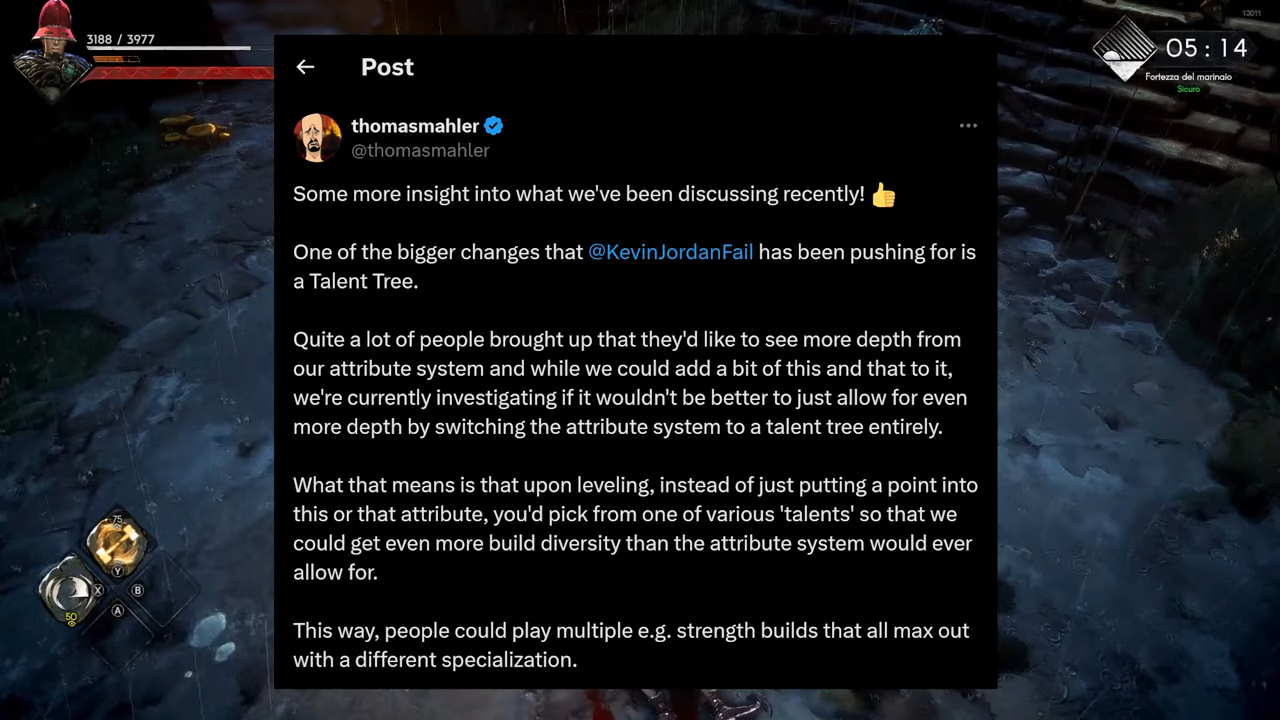 13011
3188 / 3977
05 : 14
Fortezza del marinaio
Sicuro
Post
thomasmahler
@thomasmahler
Some more insight into what we've been discussing recently! 👍
One of the bigger changes that @KevinJordanFail has been pushing for is
a Talent Tree.
Quite a lot of people brought up that they'd like to see more depth from
our attribute system and while we could add a bit of this and that to it,
we're currently investigating if it wouldn't be better to just allow for even
more depth by switching the attribute system to a talent tree entirely.
What that means is that upon leveling, instead of just putting a point into
this or that attribute, you'd pick from one of various 'talents' so that we
could get even more build diversity than the attribute system would ever
allow for.
This way, people could play multiple e.g. strength builds that all max out
with a different specialization.
75
Y
X
B
A
50